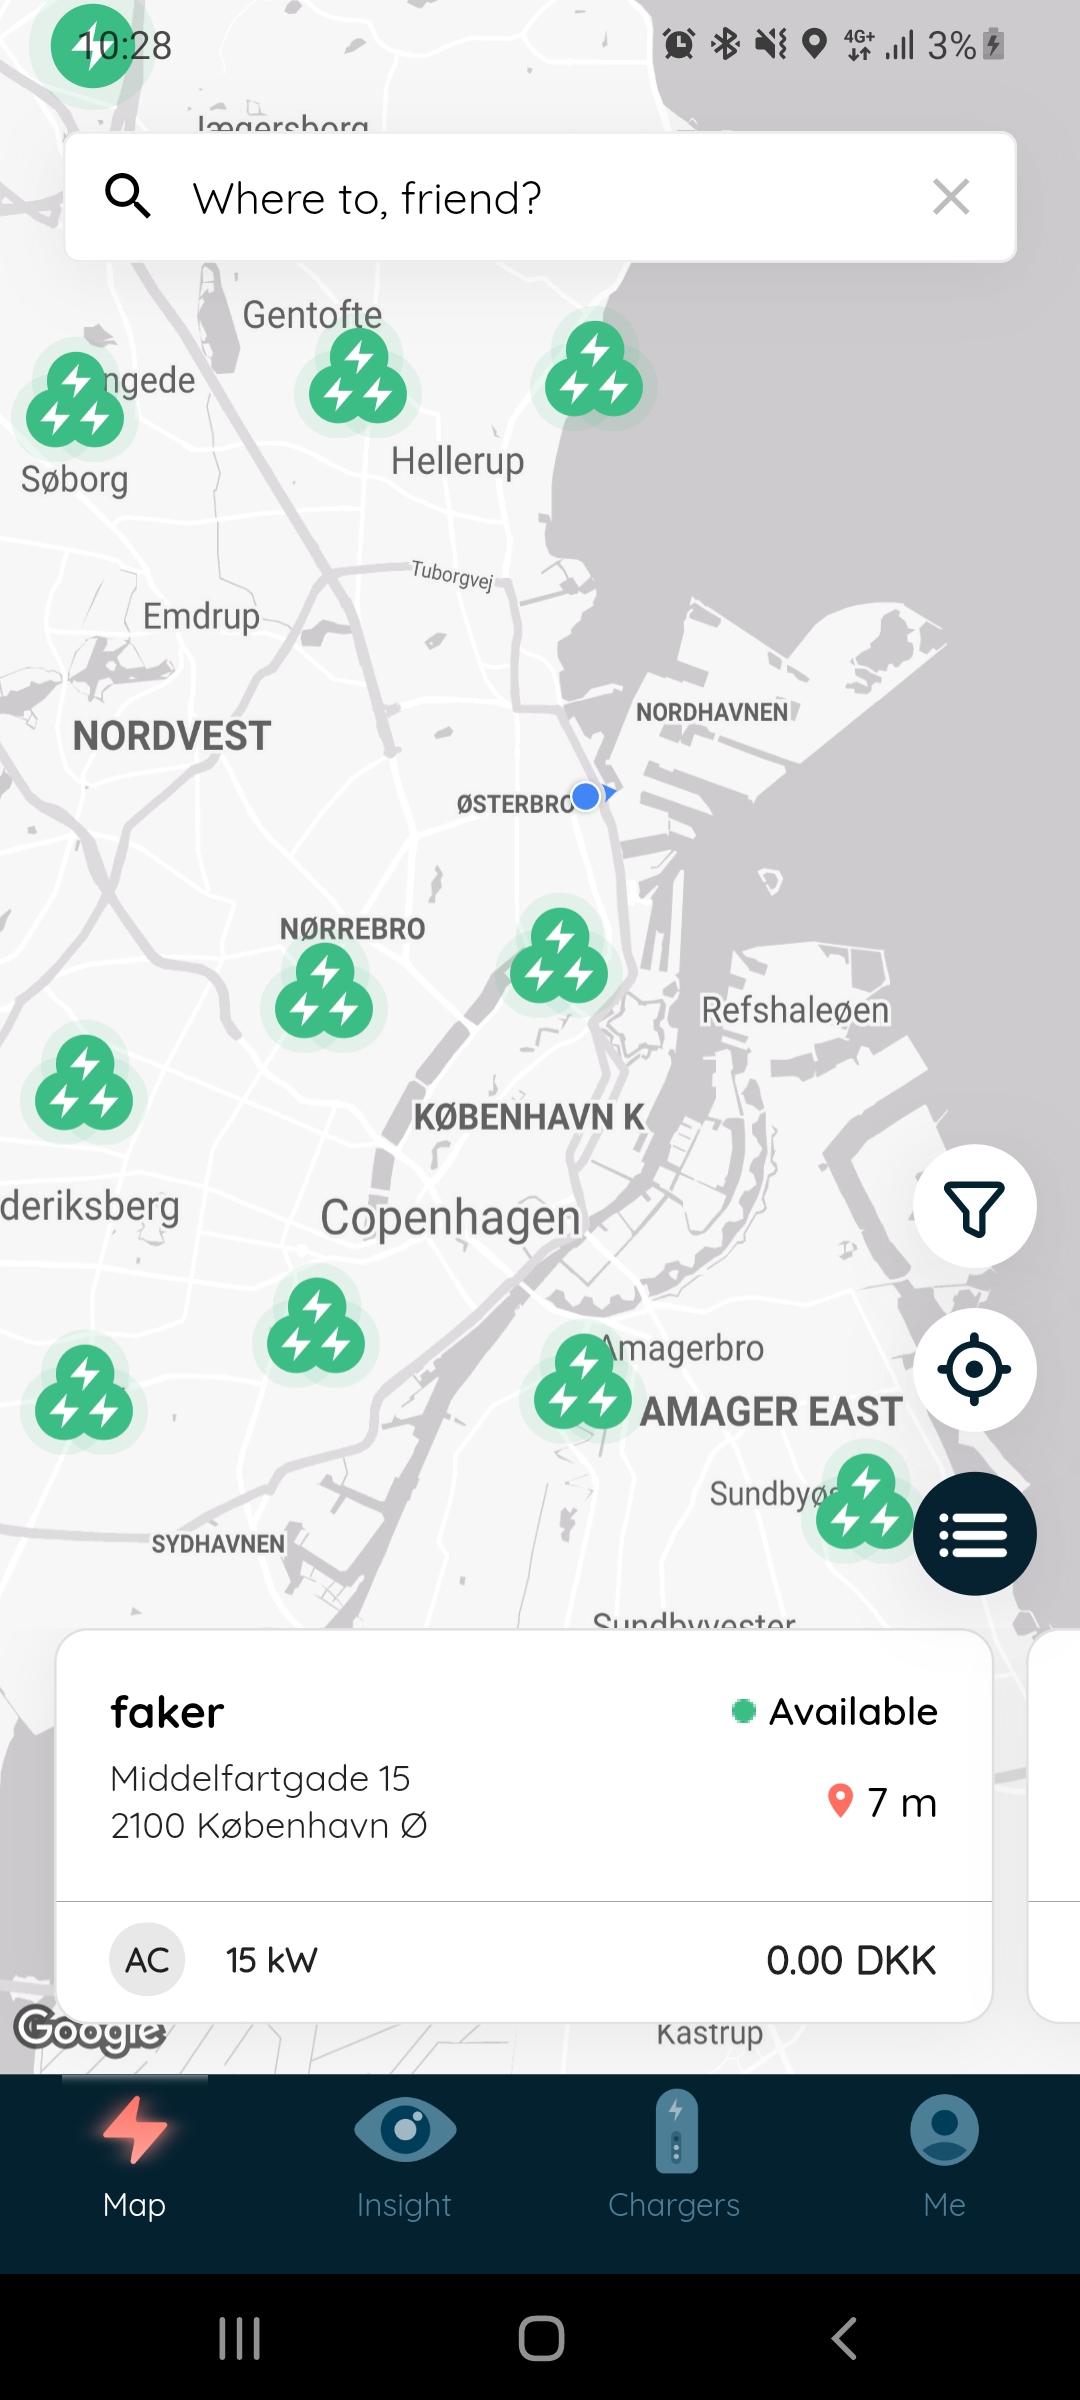 10:28
4G+
3%
Jægersborg
Where to, friend?
Gentofte
ngede
Søborg
Hellerup
Tuborgvej
Emdrup
NORDHAVNEN
NORDVEST
ØSTERBRO
NØRREBRO
Refshaleøen
KØBENHAVN K
deriksberg
Copenhagen
Amagerbro
AMAGER EAST
Sundbyøs
SYDHAVNEN
Sundbyvester
faker
Available
Middelfartgade 15
7 m
2100 København Ø
AC
15 kW
0.00 DKK
Google
Kastrup
Map
Insight
Chargers
Me